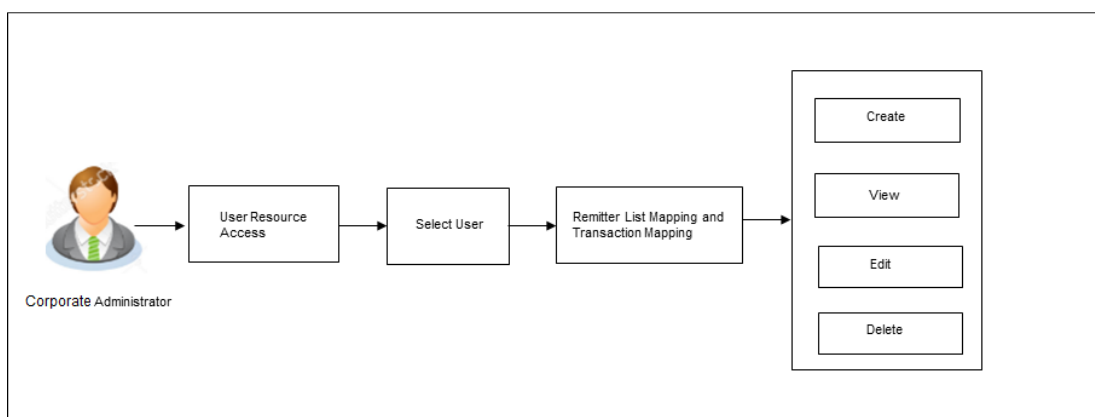 Create
View
User Resource
Access
Select User
Remitter List Mapping and
Transaction Mapping
Edit
Corporate Administrator
Delete